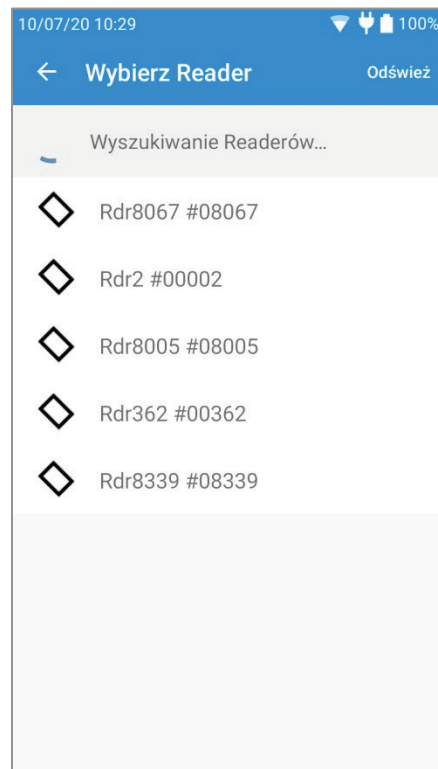 10/07/20 10:29 100%
Wybierz Reader Odśwież
Wyszukiwanie Readerów...
Rdr8067 #08067
Rdr2 #00002
Rdr8005 #08005
Rdr362 #00362
Rdr8339 #08339